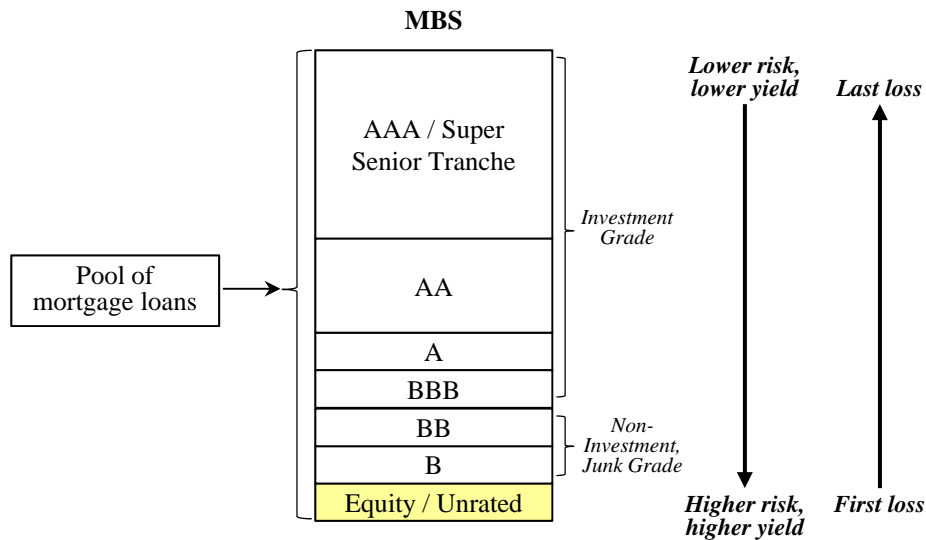 MBS
Lower risk,
lower yield
Last loss
AAA / Super
Senior Tranche
Investment
Grade
Pool of
mortgage loans
AA
A
BBB
BB
B
Non-
Investment,
Junk Grade
Equity / Unrated
Higher risk,
higher yield
First loss